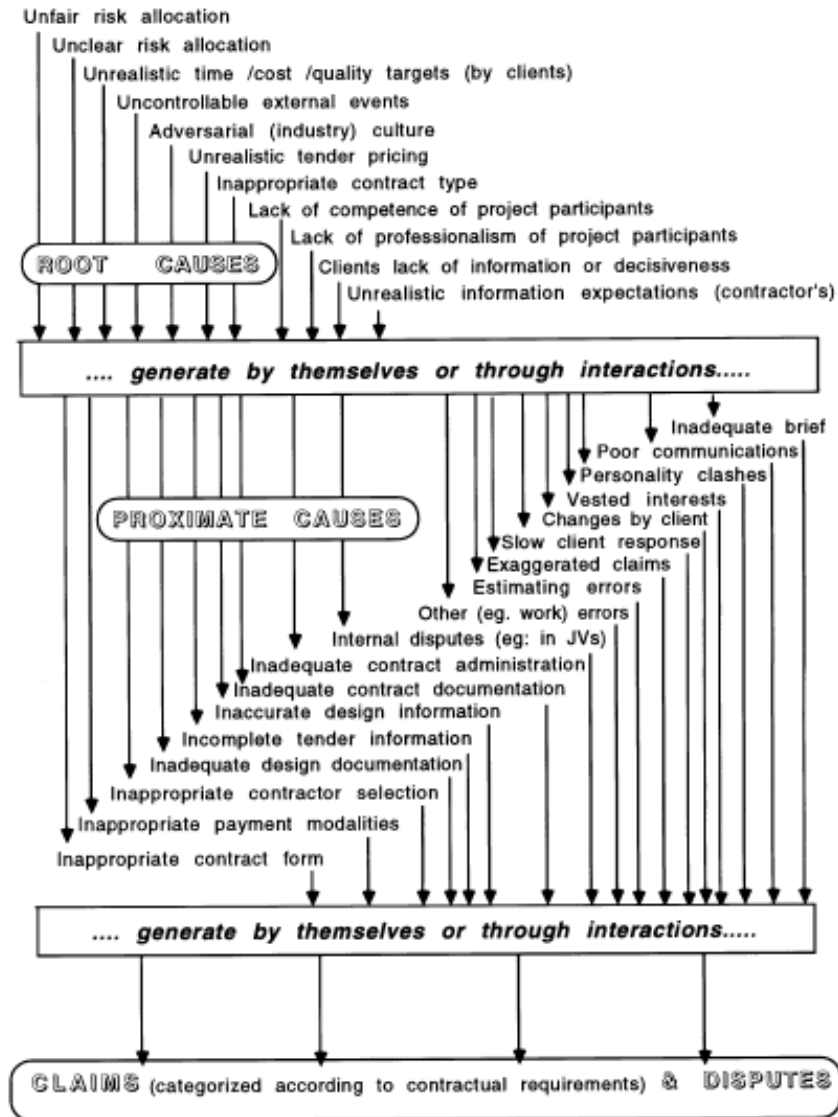 Unfair risk allocation
Unclear risk allocation
Unrealistic time /cost /quality targets (by clients)
Uncontrollable external events
Adversarial (industry) culture
Unrealistic tender pricing
Inappropriate contract type
Lack of competence of project participants
Lack of professionalism of project participants
ROOT CAUSES
Clients lack of information or decisiveness
Unrealistic information expectations (contractor's)
.... generate by themselves or through interactions.....
Inadequate brief
Poor communications
Personality clashes
Vested interests
PROXIMATE CAUSES
Changes by client
Slow client response
Exaggerated claims
Estimating errors
Other (eg. work) errors
Internal disputes (eg: in JVs)
Inadequate contract administration
Inadequate contract documentation
Inaccurate design information
Incomplete tender information
Inadequate design documentation
Inappropriate contractor selection
Inappropriate payment modalities
Inappropriate contract form
.... generate by themselves or through interactions.....
CLAIMS (categorized according to contractual requirements) & DISPUTES